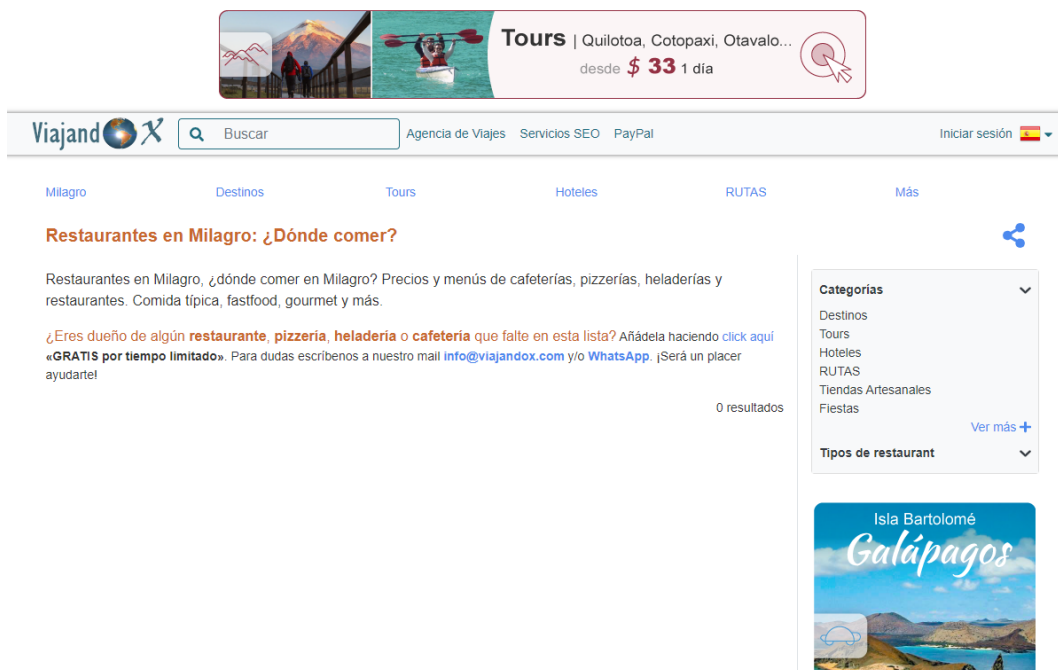 Tours | Quilotoa, Cotopaxi, Otavalo...
desde $ 33 1 día
Viajand X
Buscar
Agencia de Viajes Servicios SEO PayPal
Iniciar sesión
Milagro Destinos Tours Hoteles RUTAS Más
Restaurantes en Milagro: ¿Dónde comer?
Restaurantes en Milagro, ¿dónde comer en Milagro? Precios y menús de cafeterías, pizzerías, heladerías y
restaurantes. Comida típica, fastfood, gourmet y más.
¿Eres dueño de algún restaurante, pizzería, heladería o cafetería que falte en esta lista? Añádela haciendo click aquí
«GRATIS por tiempo limitado». Para dudas escríbenos a nuestro mail info@viajandox.com y/o WhatsApp. ¡Será un placer
ayudarte!
0 resultados
Categorías
Destinos
Tours
Hoteles
RUTAS
Tiendas Artesanales
Fiestas
Ver más +
Tipos de restaurant
Isla Bartolomé
Galápagos